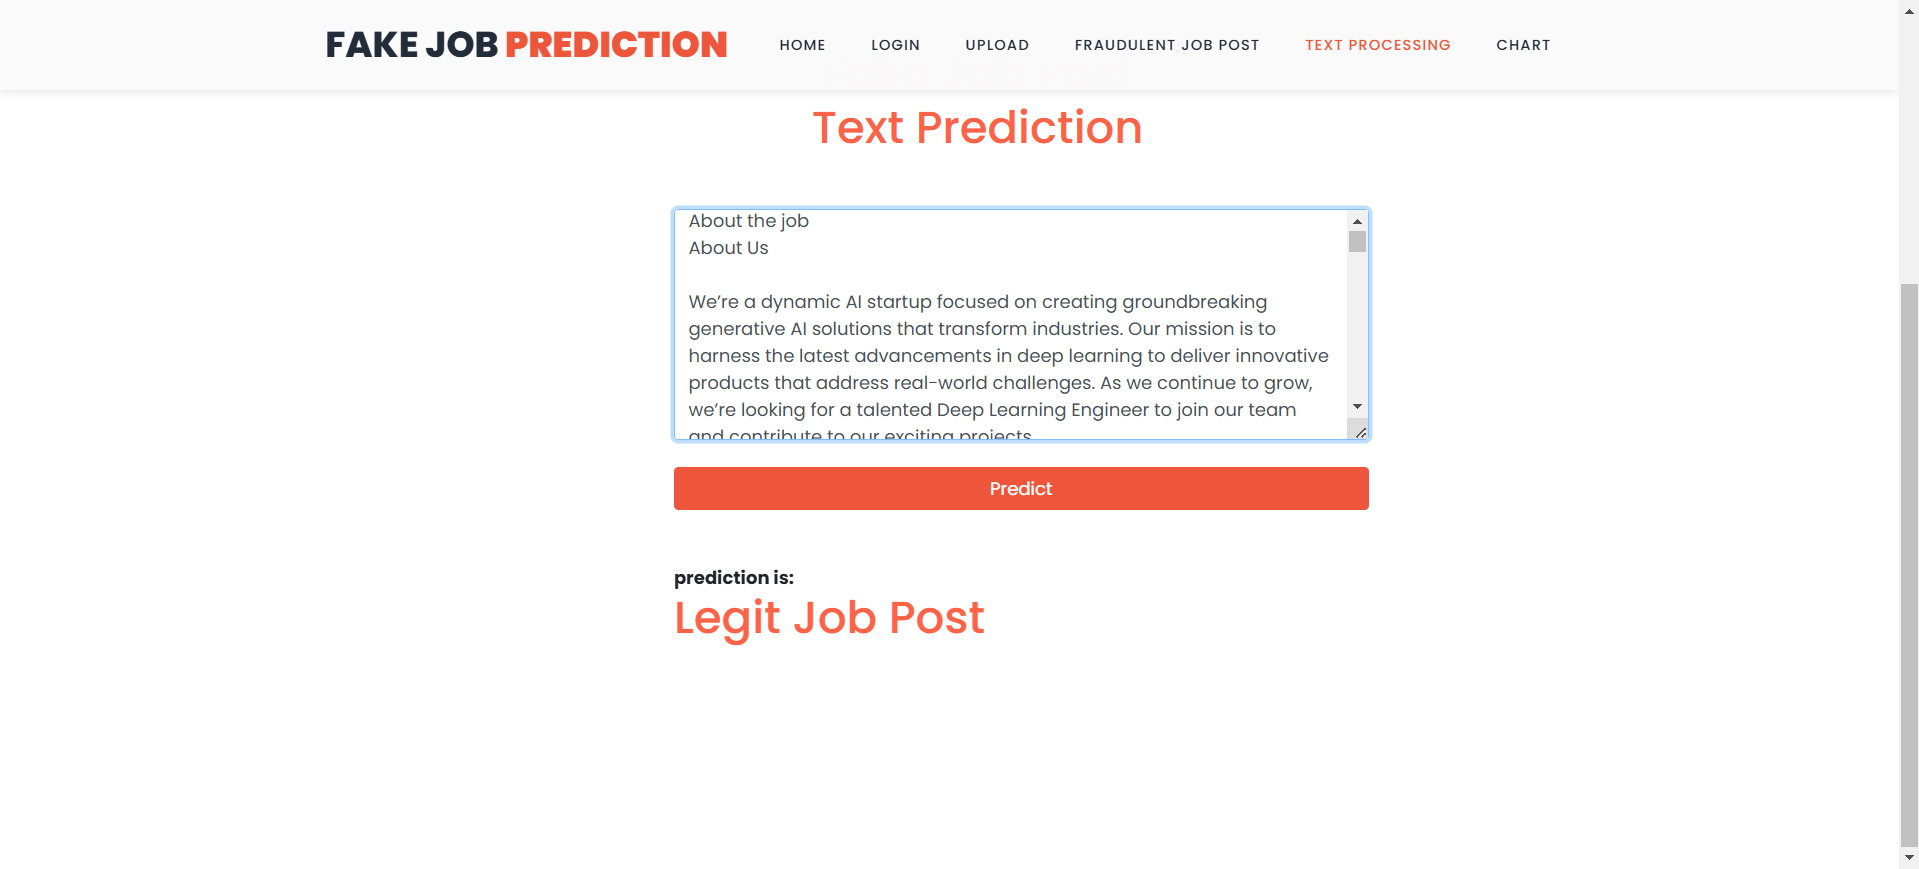 FAKE JOB PREDICTION
HOME
LOGIN
UPLOAD
FRAUDULENT JOB POST
TEXT PROCESSING
CHART
Text Prediction
About the job
About Us
We’re a dynamic AI startup focused on creating groundbreaking
generative AI solutions that transform industries. Our mission is to
harness the latest advancements in deep learning to deliver innovative
products that address real-world challenges. As we continue to grow,
we’re looking for a talented Deep Learning Engineer to join our team
and contribute to our exciting projects
Predict
prediction is:
Legit Job Post